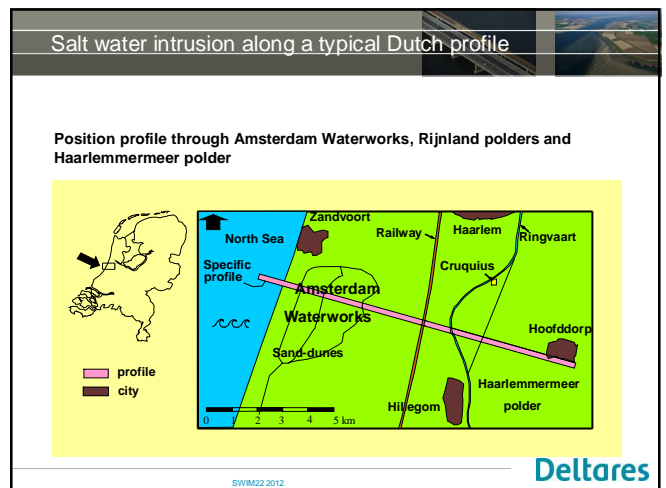 Salt water intrusion along a typical Dutch profile
Position profile through Amsterdam Waterworks, Rijnland polders and
Haarlemmermeer polder
Zandvoort
North Sea
Railway
Haarlem
Ringvaart
Specific
profile
Cruquius
Amsterdam
Waterworks
Sand-dunes
Hoofddorp
profile
city
Haarlemmermeer
polder
Hillegom
0 1 2 3 4 5 km
SWIM22 2012
Deltares